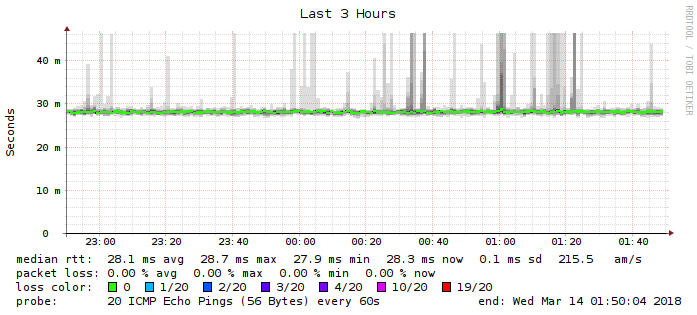 Last 3 Hours
RRDTOOL / TOBI OETIKER
Seconds
40 m
30 m
20 m
10 m
0
23:00 23:20 23:40 00:00 00:20 00:40 01:00 01:20 01:40
median rtt: 28.1 ms avg 28.7 ms max 27.9 ms min 28.3 ms now 0.1 ms sd 215.5 am/s
packet loss: 0.00 % avg 0.00 % max 0.00 % min 0.00 % now
loss color: 0 1/20 2/20 3/20 4/20 10/20 19/20
probe: 20 ICMP Echo Pings (56 Bytes) every 60s end: Wed Mar 14 01:50:04 2018